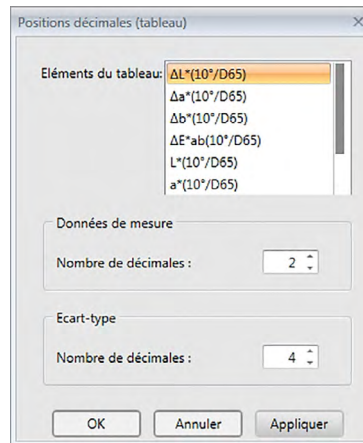 Positions décimales (tableau)
Eléments du tableau:
ΔL*(10°/D65)
Δa*(10°/D65)
Δb*(10°/D65)
ΔE*ab(10°/D65)
L*(10°/D65)
a*(10°/D65)
Données de mesure
Nombre de décimales : 2
Ecart-type
Nombre de décimales : 4
OK Annuler Appliquer